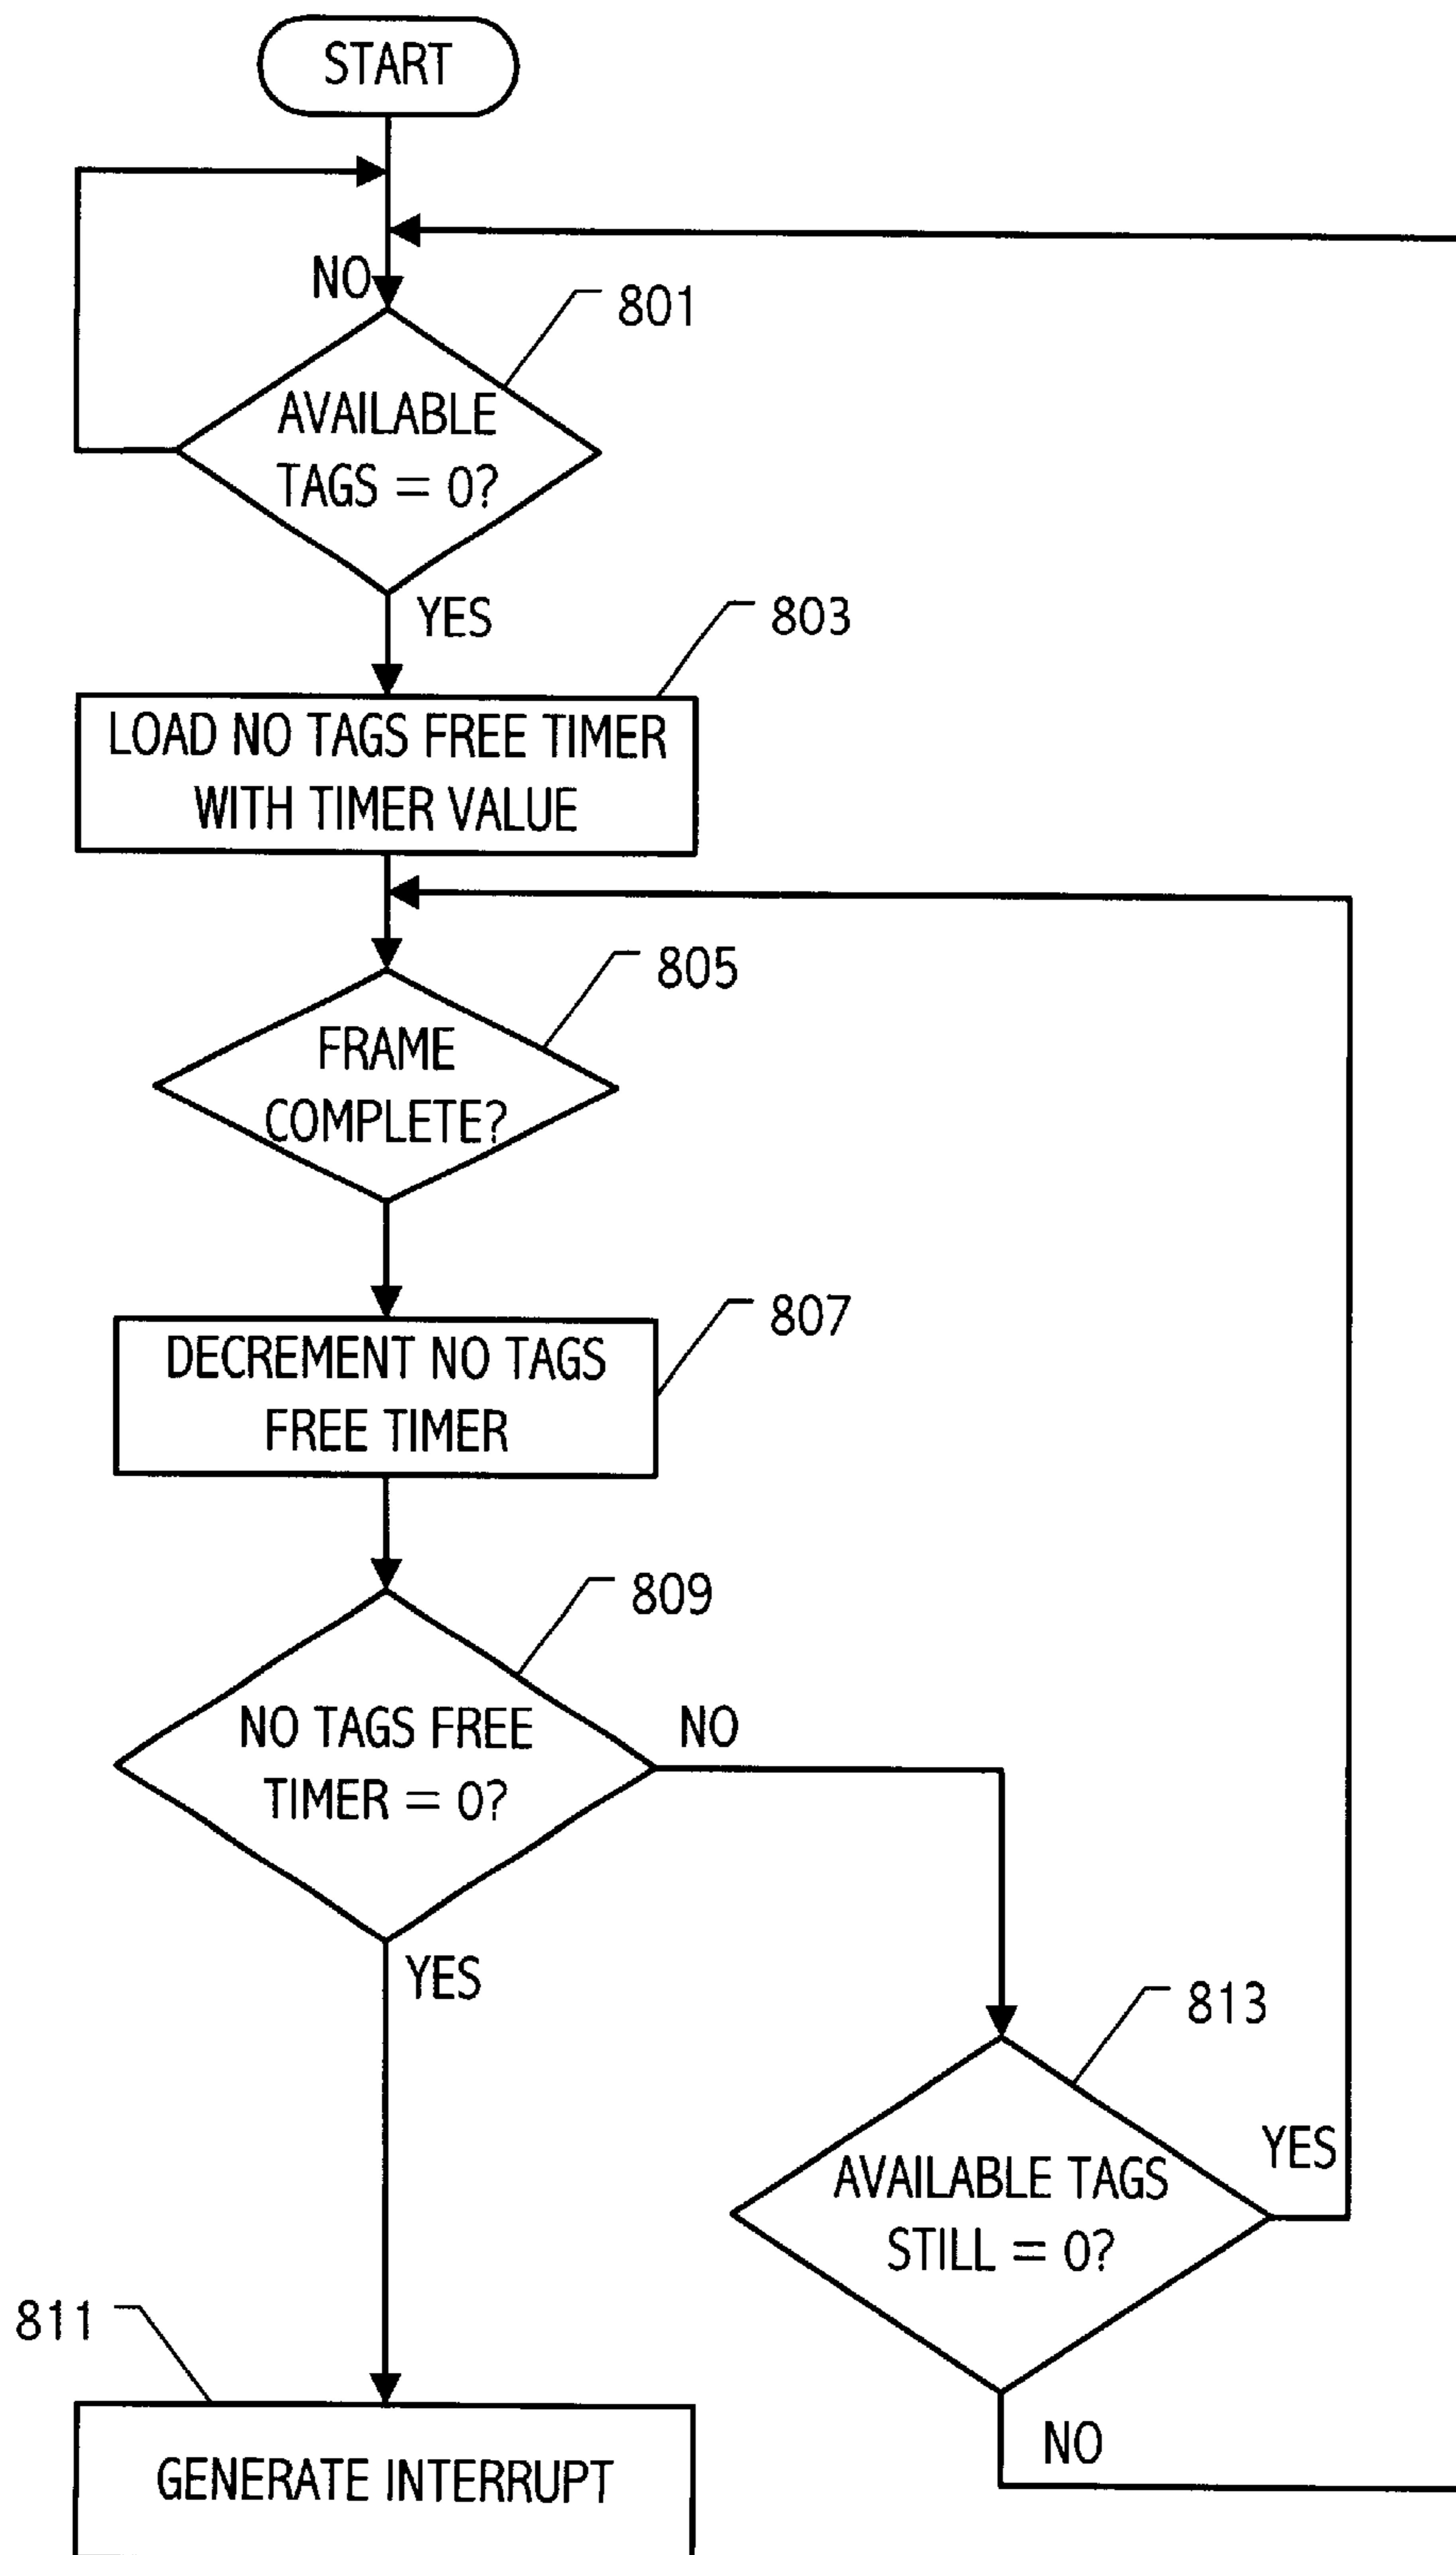 START
NO
801
AVAILABLE
TAGS = 0?
YES
803
LOAD NO TAGS FREE TIMER
WITH TIMER VALUE
805
FRAME
COMPLETE?
807
DECREMENT NO TAGS
FREE TIMER
809
NO TAGS FREE
TIMER = 0?
NO
YES
813
AVAILABLE TAGS
STILL = 0?
YES
NO
811
GENERATE INTERRUPT